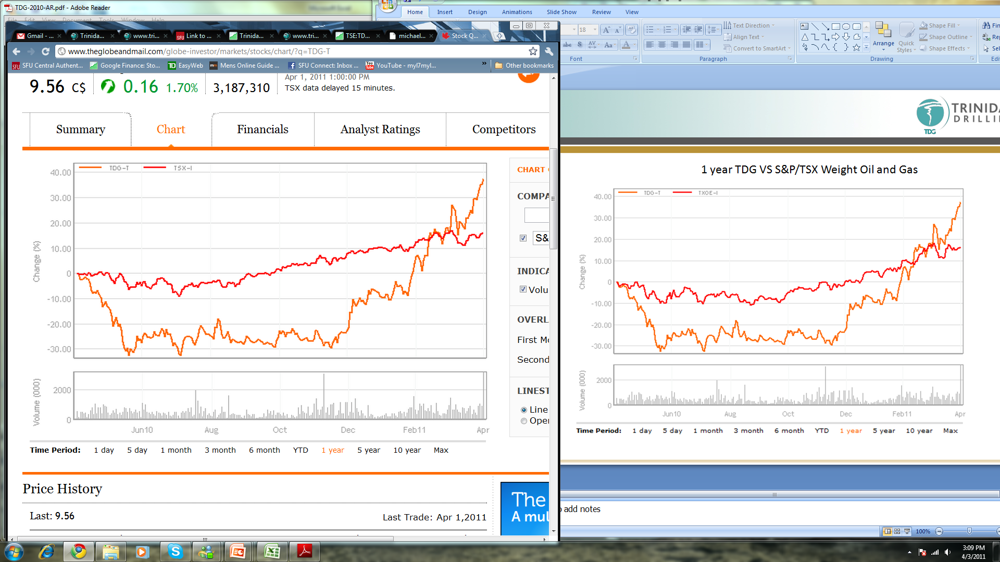 TDG-2010-AR.pdf - Adobe Reader
File Edit View Document Tools Window Help
Gmail - ...
Trinida...
www.tri...
Link to ...
Trinida...
www.tri...
TSE:TD...
michael...
Stock Q...
www.theglobeandmail.com/globe-investor/markets/stocks/chart/?q=TDG-T
SFU Central Authent...
Google Finance: Sto...
EasyWeb
Mens Online Guide ...
SFU Connect: Inbox ...
YouTube - myl7myl...
»
Other bookmarks
9.56 C$
0.16 1.70%
3,187,310
Apr 1, 2011 1:00:00 PM
TSX data delayed 15 minutes.
Summary
Chart
Financials
Analyst Ratings
Competitors
TDG-T TSX-I
40.00
30.00
20.00
10.00
0
-10.00
-20.00
-30.00
Change (%)
2000
0
Volume (000)
Jun10 Aug Oct Dec Feb11 Apr
Time Period: 1 day 5 day 1 month 3 month 6 month YTD 1 year 5 year 10 year Max
CHART
COMPA
S&
INDICA
Volu
OVERL
First Mo
Second
LINEST
Line
Oper
Price History
Last: 9.56
Last Trade: Apr 1,2011
The
A mul
Home Insert Design Animations Slide Show Review View
18
Text Direction
Align Text
Convert to SmartArt
Arrange
Quick
Styles
Shape Fill
Shape Outline
Shape Effects
Fin
Re
Sel
Font
Paragraph
Drawing
Edit
TRINIDA
DRILLI
TDG
1 year TDG VS S&P/TSX Weight Oil and Gas
TDG-T TXOE-I
40.00
30.00
20.00
10.00
0
-10.00
-20.00
-30.00
Change (%)
2000
0
Volume (000)
Jun10 Aug Oct Dec Feb11 Apr
Time Period: 1 day 5 day 1 month 3 month 6 month YTD 1 year 5 year 10 year Max
add notes
100%
3:09 PM
4/3/2011